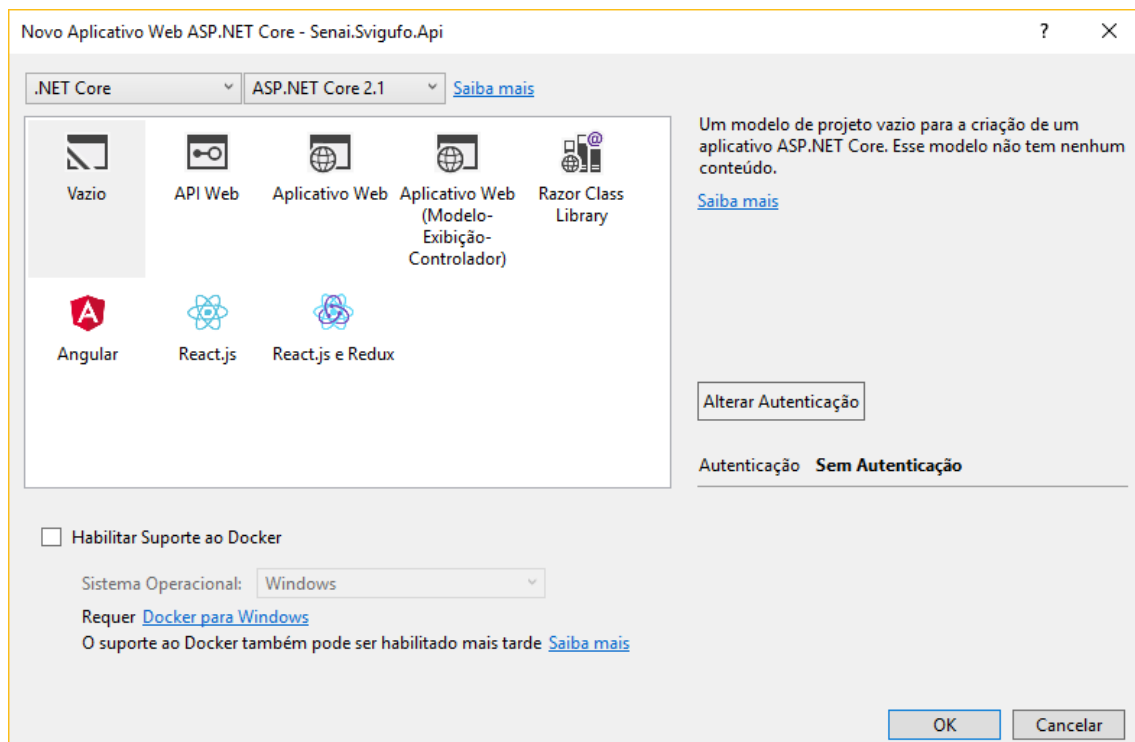 Novo Aplicativo Web ASP.NET Core - Senai.Svigufo.Api
?
.NET Core
ASP.NET Core 2.1
Saiba mais
Vazio
API Web
Aplicativo Web
Aplicativo Web
(Modelo-
Exibição-
Controlador)
Razor Class
Library
Angular
React.js
React.js e Redux
Um modelo de projeto vazio para a criação de um
aplicativo ASP.NET Core. Esse modelo não tem nenhum
conteúdo.
Saiba mais
Alterar Autenticação
Autenticação Sem Autenticação
Habilitar Suporte ao Docker
Sistema Operacional: Windows
Requer Docker para Windows
O suporte ao Docker também pode ser habilitado mais tarde Saiba mais
OK
Cancelar